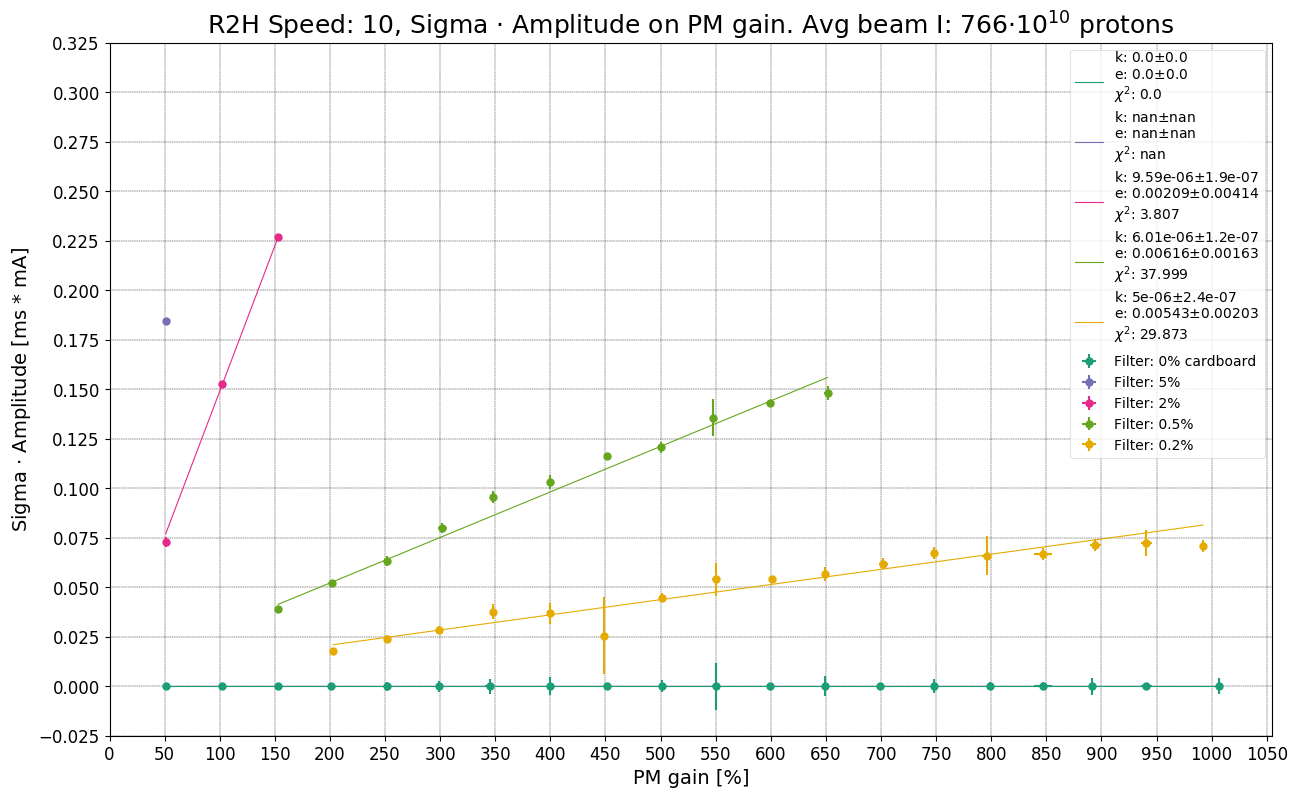 R2H Speed: 10, Sigma · Amplitude on PM gain. Avg beam I: 766·10¹⁰ protons
Sigma · Amplitude [ms * mA]
0.325
0.300
0.275
0.250
0.225
0.200
0.175
0.150
0.125
0.100
0.075
0.050
0.025
0.000
−0.025
k: 0.0±0.0
e: 0.0±0.0
χ²: 0.0
k: nan±nan
e: nan±nan
χ²: nan
k: 9.59e-06±1.9e-07
e: 0.00209±0.00414
χ²: 3.807
k: 6.01e-06±1.2e-07
e: 0.00616±0.00163
χ²: 37.999
k: 5e-06±2.4e-07
e: 0.00543±0.00203
χ²: 29.873
Filter: 0% cardboard
Filter: 5%
Filter: 2%
Filter: 0.5%
Filter: 0.2%
0 50 100 150 200 250 300 350 400 450 500 550 600 650 700 750 800 850 900 950 1000 1050
PM gain [%]